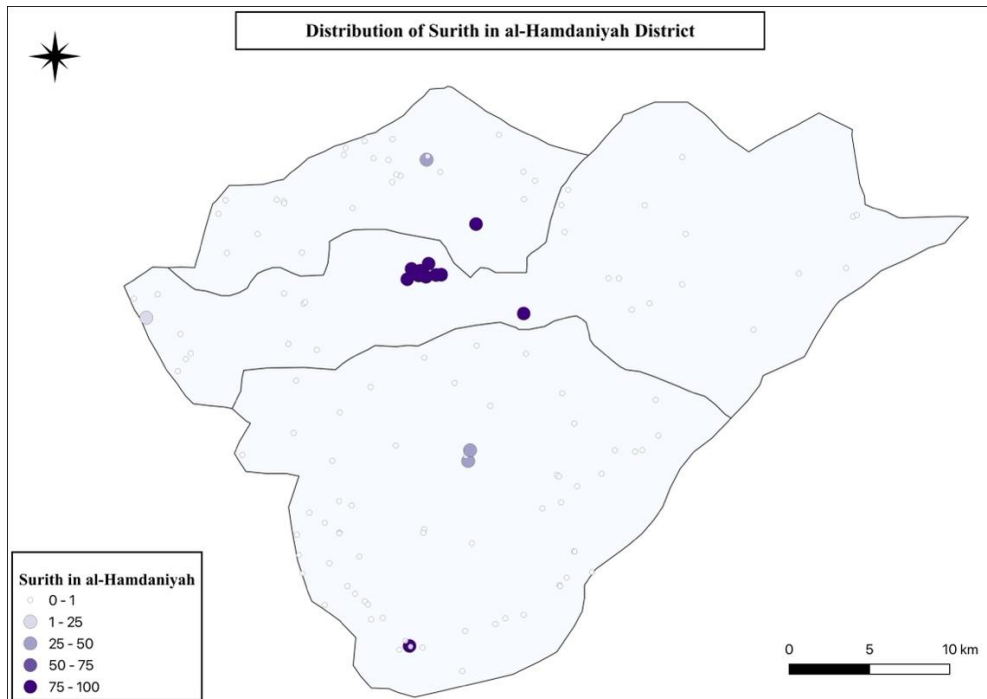 Distribution of Surith in al-Hamdaniyah District
Surith in al-Hamdaniyah
0 - 1
1 - 25
25 - 50
50 - 75
75 - 100
0 5 10 km